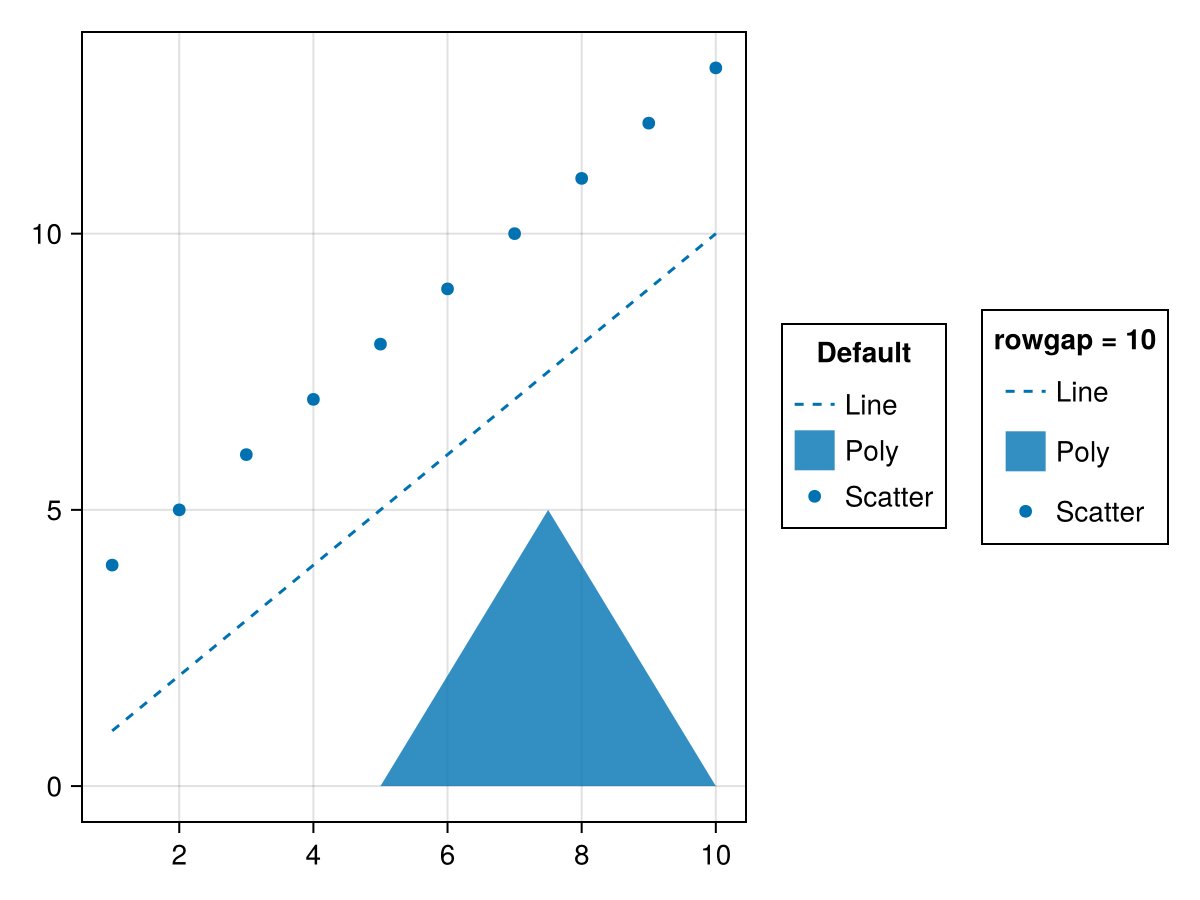 10
5
0
2 4 6 8 10
Default
Line
Poly
Scatter
rowgap = 10
Line
Poly
Scatter